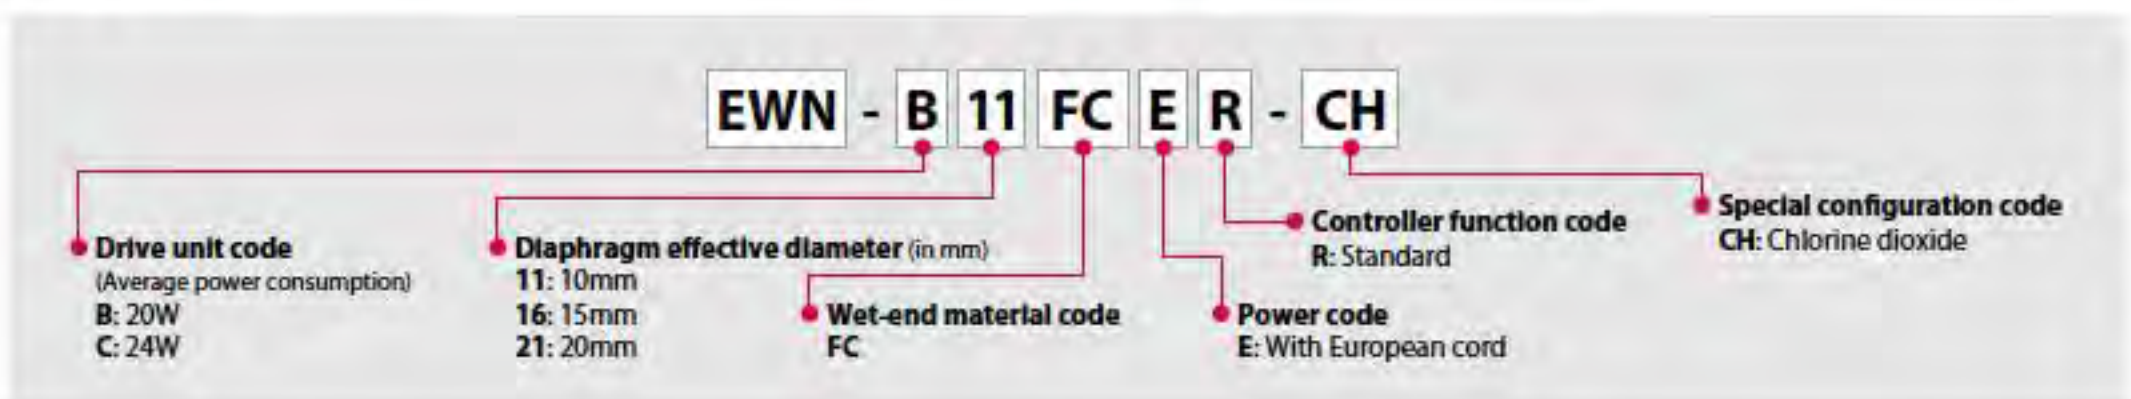 EWN - B 11 FC E R - CH
Drive unit code
(Average power consumption)
B: 20W
C: 24W
Diaphragm effective diameter (in mm)
11: 10mm
16: 15mm
21: 20mm
Wet-end material code
FC
Controller function code
R: Standard
Power code
E: With European cord
Special configuration code
CH: Chlorine dioxide